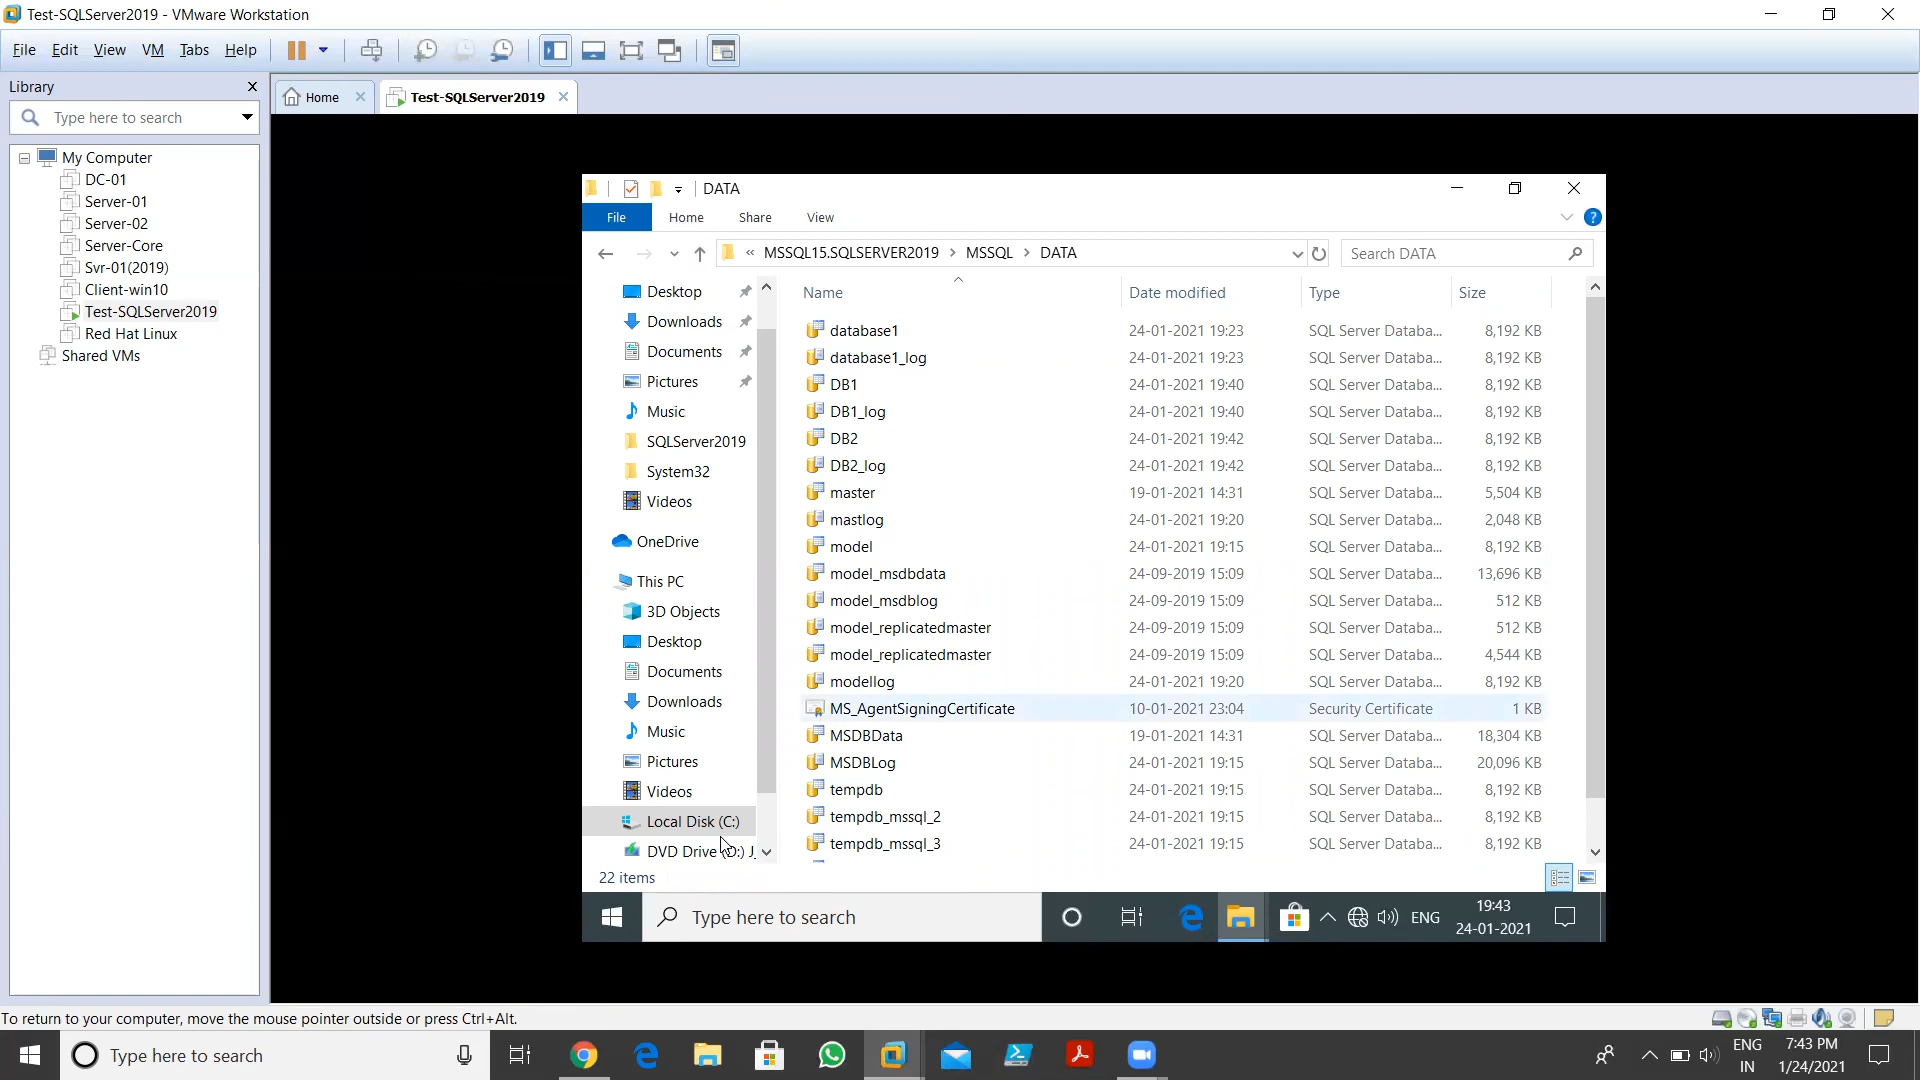 Test-SQLServer2019 - VMware Workstation
File Edit View VM Tabs Help
Library
Type here to search
My Computer
DC-01
Server-01
Server-02
Server-Core
Svr-01(2019)
Client-win10
Test-SQLServer2019
Red Hat Linux
Shared VMs
Home
Test-SQLServer2019
DATA
File Home Share View
« MSSQL15.SQLSERVER2019 > MSSQL > DATA
Search DATA
Desktop
Downloads
Documents
Pictures
Music
SQLServer2019
System32
Videos
OneDrive
This PC
3D Objects
Desktop
Documents
Downloads
Music
Pictures
Videos
Local Disk (C:)
DVD Drive (D:) J
Name Date modified Type Size
database1 24-01-2021 19:23 SQL Server Databa... 8,192 KB
database1_log 24-01-2021 19:23 SQL Server Databa... 8,192 KB
DB1 24-01-2021 19:40 SQL Server Databa... 8,192 KB
DB1_log 24-01-2021 19:40 SQL Server Databa... 8,192 KB
DB2 24-01-2021 19:42 SQL Server Databa... 8,192 KB
DB2_log 24-01-2021 19:42 SQL Server Databa... 8,192 KB
master 19-01-2021 14:31 SQL Server Databa... 5,504 KB
mastlog 24-01-2021 19:20 SQL Server Databa... 2,048 KB
model 24-01-2021 19:15 SQL Server Databa... 8,192 KB
model_msdbdata 24-09-2019 15:09 SQL Server Databa... 13,696 KB
model_msdblog 24-09-2019 15:09 SQL Server Databa... 512 KB
model_replicatedmaster 24-09-2019 15:09 SQL Server Databa... 512 KB
model_replicatedmaster 24-09-2019 15:09 SQL Server Databa... 4,544 KB
modellog 24-01-2021 19:20 SQL Server Databa... 8,192 KB
MS_AgentSigningCertificate 10-01-2021 23:04 Security Certificate 1 KB
MSDBData 19-01-2021 14:31 SQL Server Databa... 18,304 KB
MSDBLog 24-01-2021 19:15 SQL Server Databa... 20,096 KB
tempdb 24-01-2021 19:15 SQL Server Databa... 8,192 KB
tempdb_mssql_2 24-01-2021 19:15 SQL Server Databa... 8,192 KB
tempdb_mssql_3 24-01-2021 19:15 SQL Server Databa... 8,192 KB
22 items
Type here to search
ENG
19:43
24-01-2021
To return to your computer, move the mouse pointer outside or press Ctrl+Alt.
Type here to search
ENG
IN
7:43 PM
1/24/2021